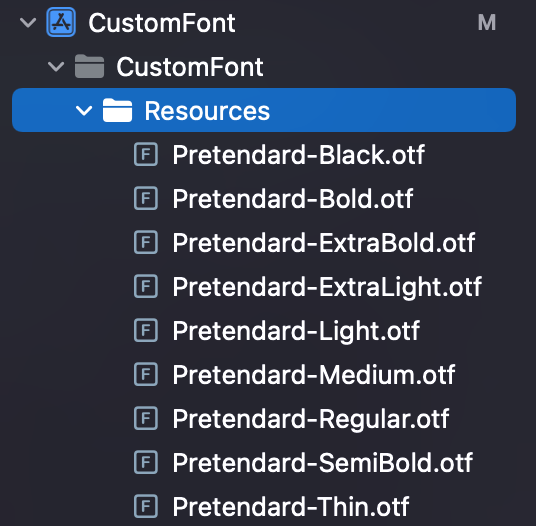 CustomFont M
CustomFont
Resources
F Pretendard-Black.otf
F Pretendard-Bold.otf
F Pretendard-ExtraBold.otf
F Pretendard-ExtraLight.otf
F Pretendard-Light.otf
F Pretendard-Medium.otf
F Pretendard-Regular.otf
F Pretendard-SemiBold.otf
F Pretendard-Thin.otf